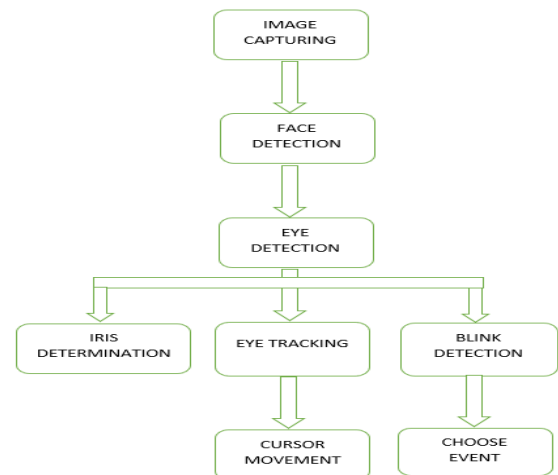 IMAGE
CAPTURING
FACE
DETECTION
EYE
DETECTION
IRIS
DETERMINATION
EYE TRACKING
BLINK
DETECTION
CURSOR
MOVEMENT
CHOOSE
EVENT